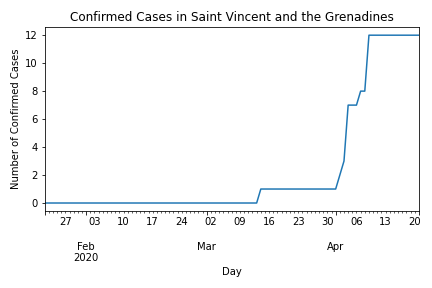 Confirmed Cases in Saint Vincent and the Grenadines
Number of Confirmed Cases
12
10
8
6
4
2
0
27 03 10 17 24 02 09 16 23 30 06 13 20
Feb Mar Apr
2020
Day